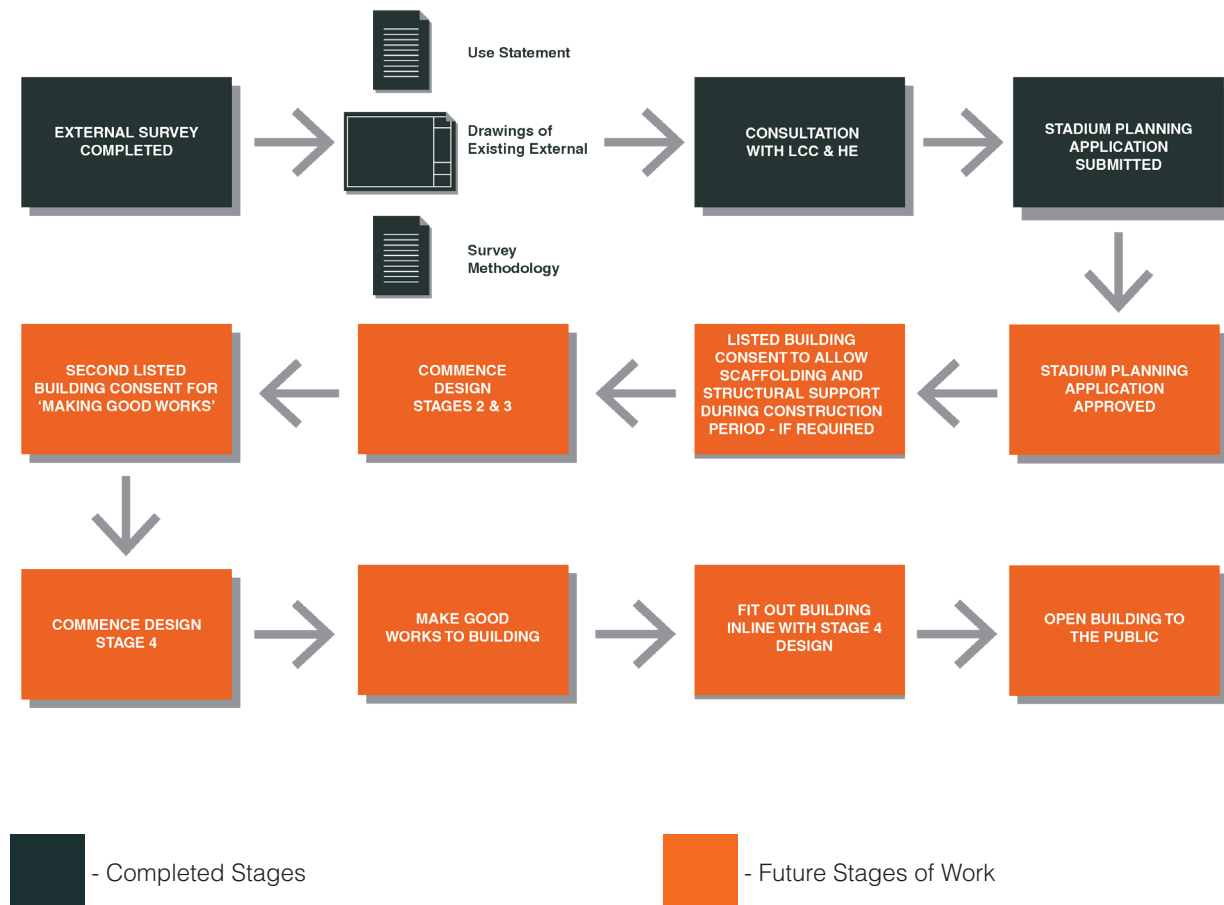 EXTERNAL SURVEY
COMPLETED
Use Statement
Drawings of
Existing External
Survey
Methodology
CONSULTATION
WITH LCC & HE
STADIUM PLANNING
APPLICATION
SUBMITTED
STADIUM PLANNING
APPLICATION
APPROVED
LISTED BUILDING
CONSENT TO ALLOW
SCAFFOLDING AND
STRUCTURAL SUPPORT
DURING CONSTRUCTION
PERIOD - IF REQUIRED
COMMENCE
DESIGN
STAGES 2 & 3
SECOND LISTED
BUILDING CONSENT FOR
‘MAKING GOOD WORKS’
COMMENCE DESIGN
STAGE 4
MAKE GOOD
WORKS TO BUILDING
FIT OUT BUILDING
INLINE WITH STAGE 4
DESIGN
OPEN BUILDING TO
THE PUBLIC
- Completed Stages
- Future Stages of Work